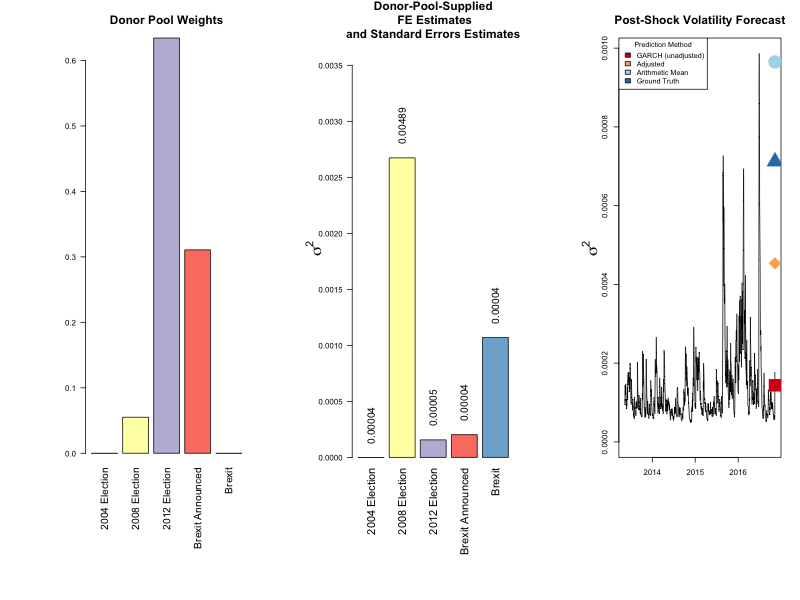 Donor Pool Weights
0.6
0.5
0.4
0.3
0.2
0.1
0.0
2004 Election
2008 Election
2012 Election
Brexit Announced
Brexit
Donor-Pool-Supplied
FE Estimates
and Standard Errors Estimates
σ2
0.0035
0.0030
0.0025
0.0020
0.0015
0.0010
0.0005
0.0000
0.00004
0.00489
0.00005
0.00004
0.00004
2004 Election
2008 Election
2012 Election
Brexit Announced
Brexit
Post-Shock Volatility Forecast
σ2
0.0010
0.0008
0.0006
0.0004
0.0002
0.0000
Prediction Method
GARCH (unadjusted)
Adjusted
Arithmetic Mean
Ground Truth
2014 2015 2016